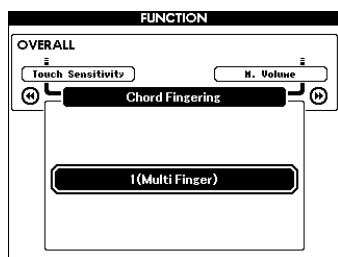 FUNCTION
OVERALL
Touch Sensitivity M. Volume
Chord Fingering
1(Multi Finger)